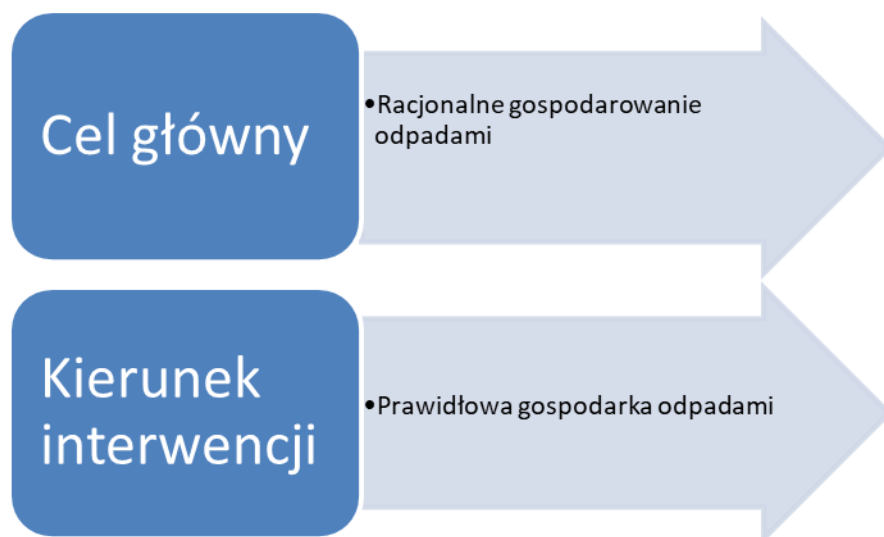 Cel główny
•Racjonalne gospodarowanie
odpadami
Kierunek
interwencji
•Prawidłowa gospodarka odpadami